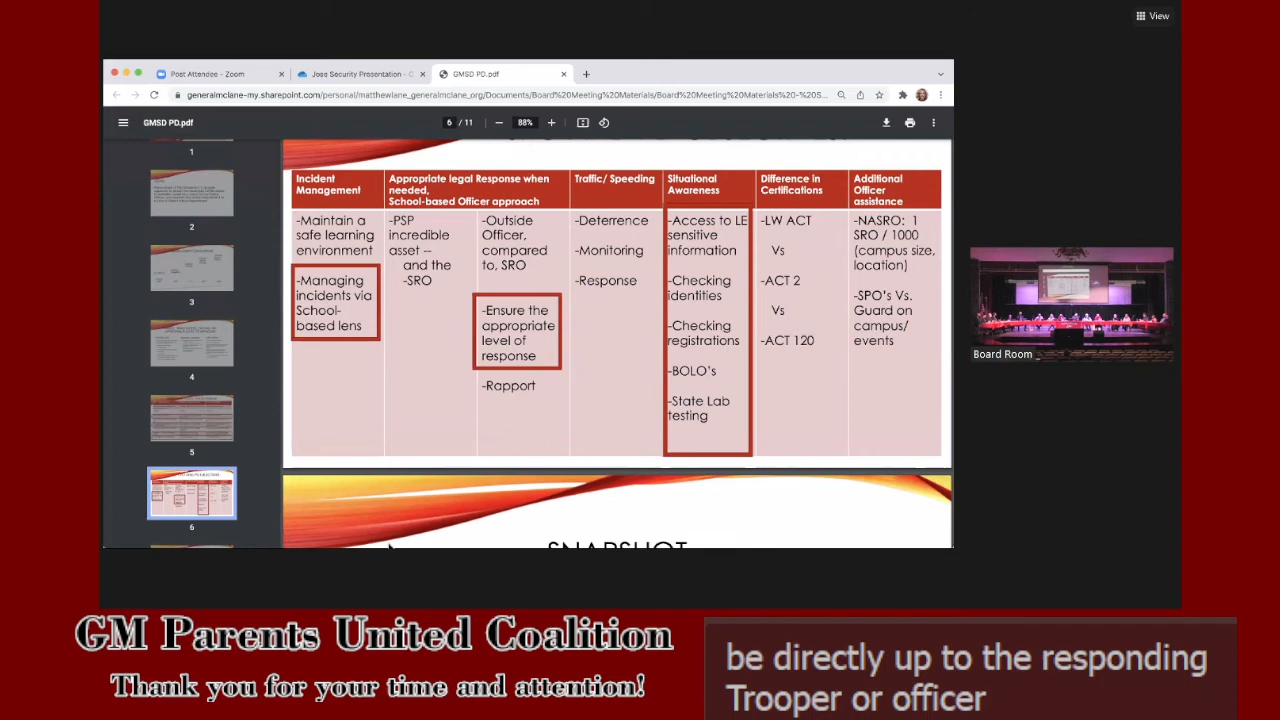 View
Post Attendee - Zoom
Jose Security Presentation - C
GMSD PD.pdf
generalmclane-my.sharepoint.com/personal/matthewlane_generalmclane_org/Documents/Board%20Meeting%20Materials/Board%20Meeting%20Materials%20-%20S...
GMSD PD.pdf
6 / 11
88%
1
2
3
4
5
6
Incident
Management
Appropriate legal Response when
needed,
School-based Officer approach
Traffic/ Speeding
Situational
Awareness
Difference in
Certifications
Additional
Officer
assistance
-Maintain a
safe learning
environment
-Managing
incidents via
School-
based lens
-PSP
incredible
asset --
and the
-SRO
-Outside
Officer,
compared
to, SRO
-Ensure the
appropriate
level of
response
-Rapport
-Deterrence
-Monitoring
-Response
-Access to LE
sensitive
information
-Checking
identities
-Checking
registrations
-BOLO's
-State Lab
testing
-LW ACT
Vs
-ACT 2
Vs
-ACT 120
-NASRO: 1
SRO / 1000
(campus size,
location)
-SPO's Vs.
Guard on
campus/
events
SNAPSHOT
Board Room
GM Parents United Coalition
Thank you for your time and attention!
be directly up to the responding
Trooper or officer